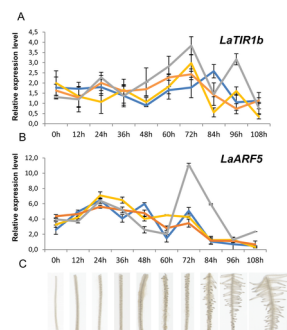 A
LaTIR1b
Relative expression level
4,5
4,0
3,5
3,0
2,5
2,0
1,5
1,0
0,5
0,0
0h 12h 24h 36h 48h 60h 72h 84h 96h 108h
B
LaARF5
Relative expression level
12.0
10.0
8.0
6.0
4.0
2.0
0.0
0h 12h 24h 36h 48h 60h 72h 84h 96h 108h
C